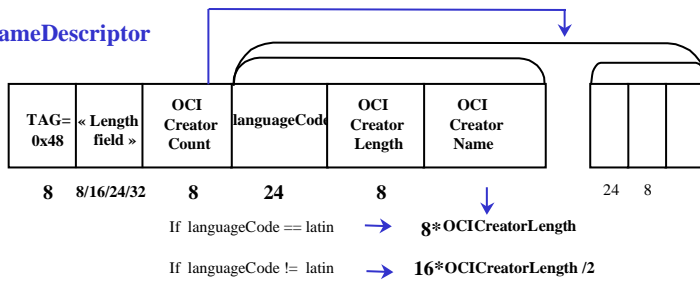 ameDescriptor
TAG= 0x48
« Length field »
OCI Creator Count
languageCode
OCI Creator Length
OCI Creator Name
8 8/16/24/32 8 24 8 24 8
If languageCode == latin 8*OCICreatorLength
If languageCode != latin 16*OCICreatorLength /2